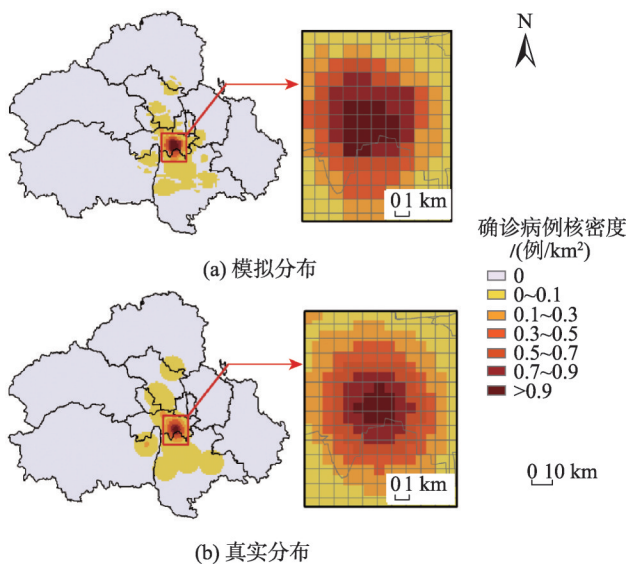 N
0 1 km
(a) 模拟分布
确诊病例核密度
/(例/km²)
0
0~0.1
0.1~0.3
0.3~0.5
0.5~0.7
0.7~0.9
>0.9
0 1 km
0 10 km
(b) 真实分布